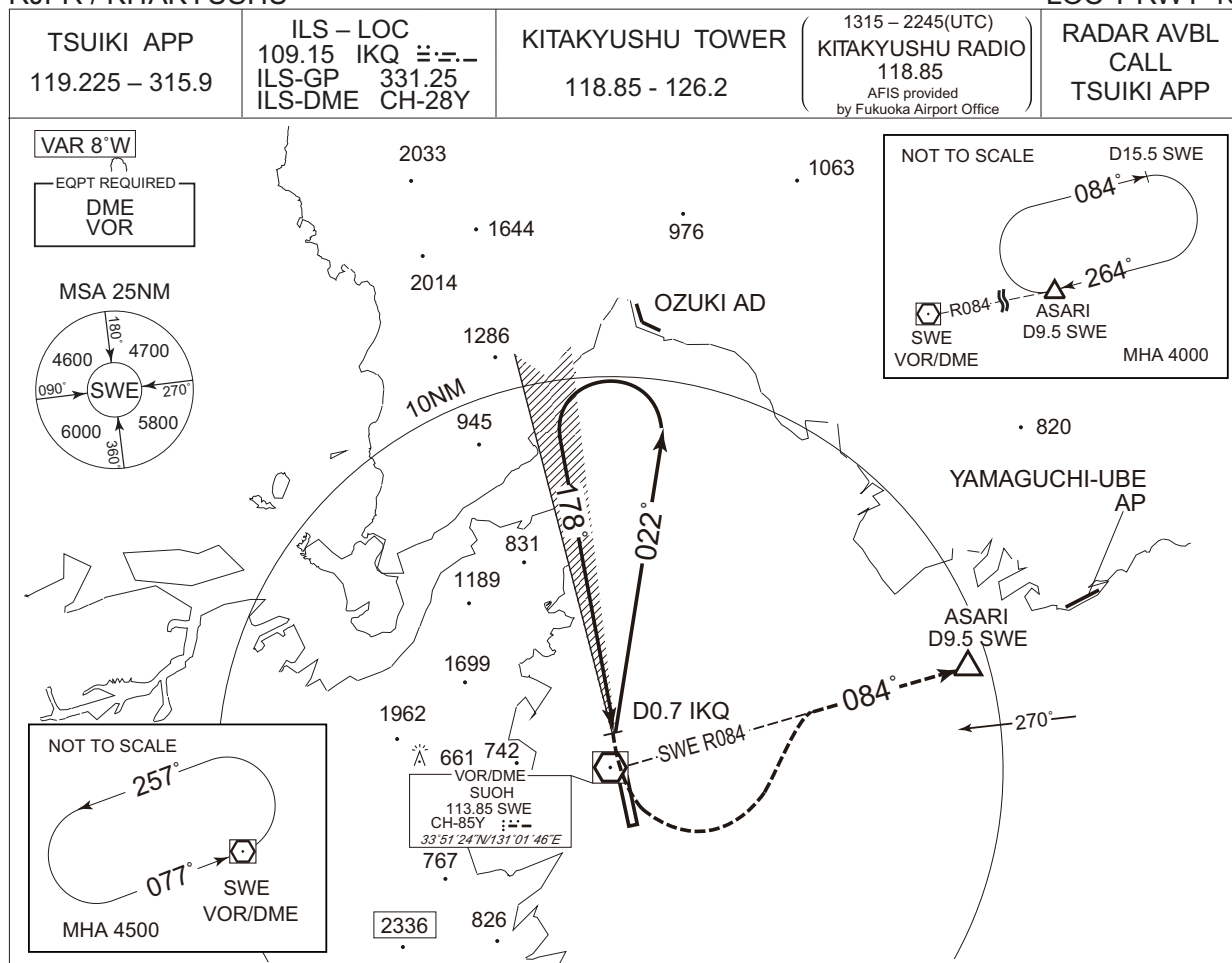 TSUIKI APP
119.225 – 315.9
ILS – LOC
109.15 IKQ
ILS-GP 331.25
ILS-DME CH-28Y
KITAKYUSHU TOWER
118.85 - 126.2
1315 – 2245(UTC)
KITAKYUSHU RADIO
118.85
AFIS provided
by Fukuoka Airport Office
RADAR AVBL
CALL
TSUIKI APP
VAR 8°W
EQPT REQUIRED
DME
VOR
MSA 25NM
180°
4600
4700
090°
SWE
270°
6000
5800
360°
2033
1063
1644
976
2014
OZUKI AD
1286
10NM
945
NOT TO SCALE
D15.5 SWE
084°
264°
R084
ASARI
D9.5 SWE
SWE
VOR/DME
MHA 4000
820
YAMAGUCHI-UBE
AP
178°
022°
831
1189
ASARI
D9.5 SWE
1699
D0.7 IKQ
084°
SWE R084
270°
1962
661
742
VOR/DME
SUOH
113.85 SWE
CH-85Y
33°51´24˝N/131°01´46˝E
767
2336
826
NOT TO SCALE
257°
077°
SWE
VOR/DME
MHA 4500